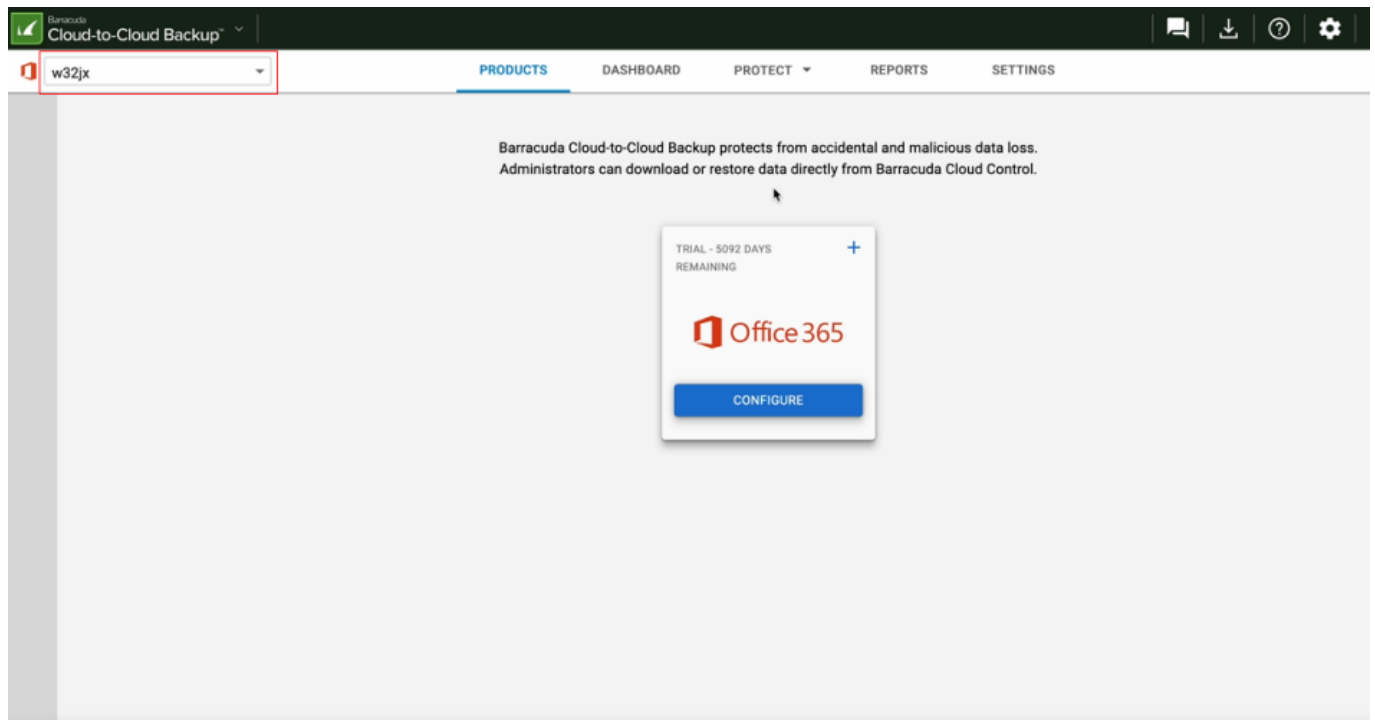 Barracuda
Cloud-to-Cloud Backup™
w32jx
PRODUCTS DASHBOARD PROTECT REPORTS SETTINGS
Barracuda Cloud-to-Cloud Backup protects from accidental and malicious data loss.
Administrators can download or restore data directly from Barracuda Cloud Control.
TRIAL - 5092 DAYS
REMAINING
Office 365
CONFIGURE